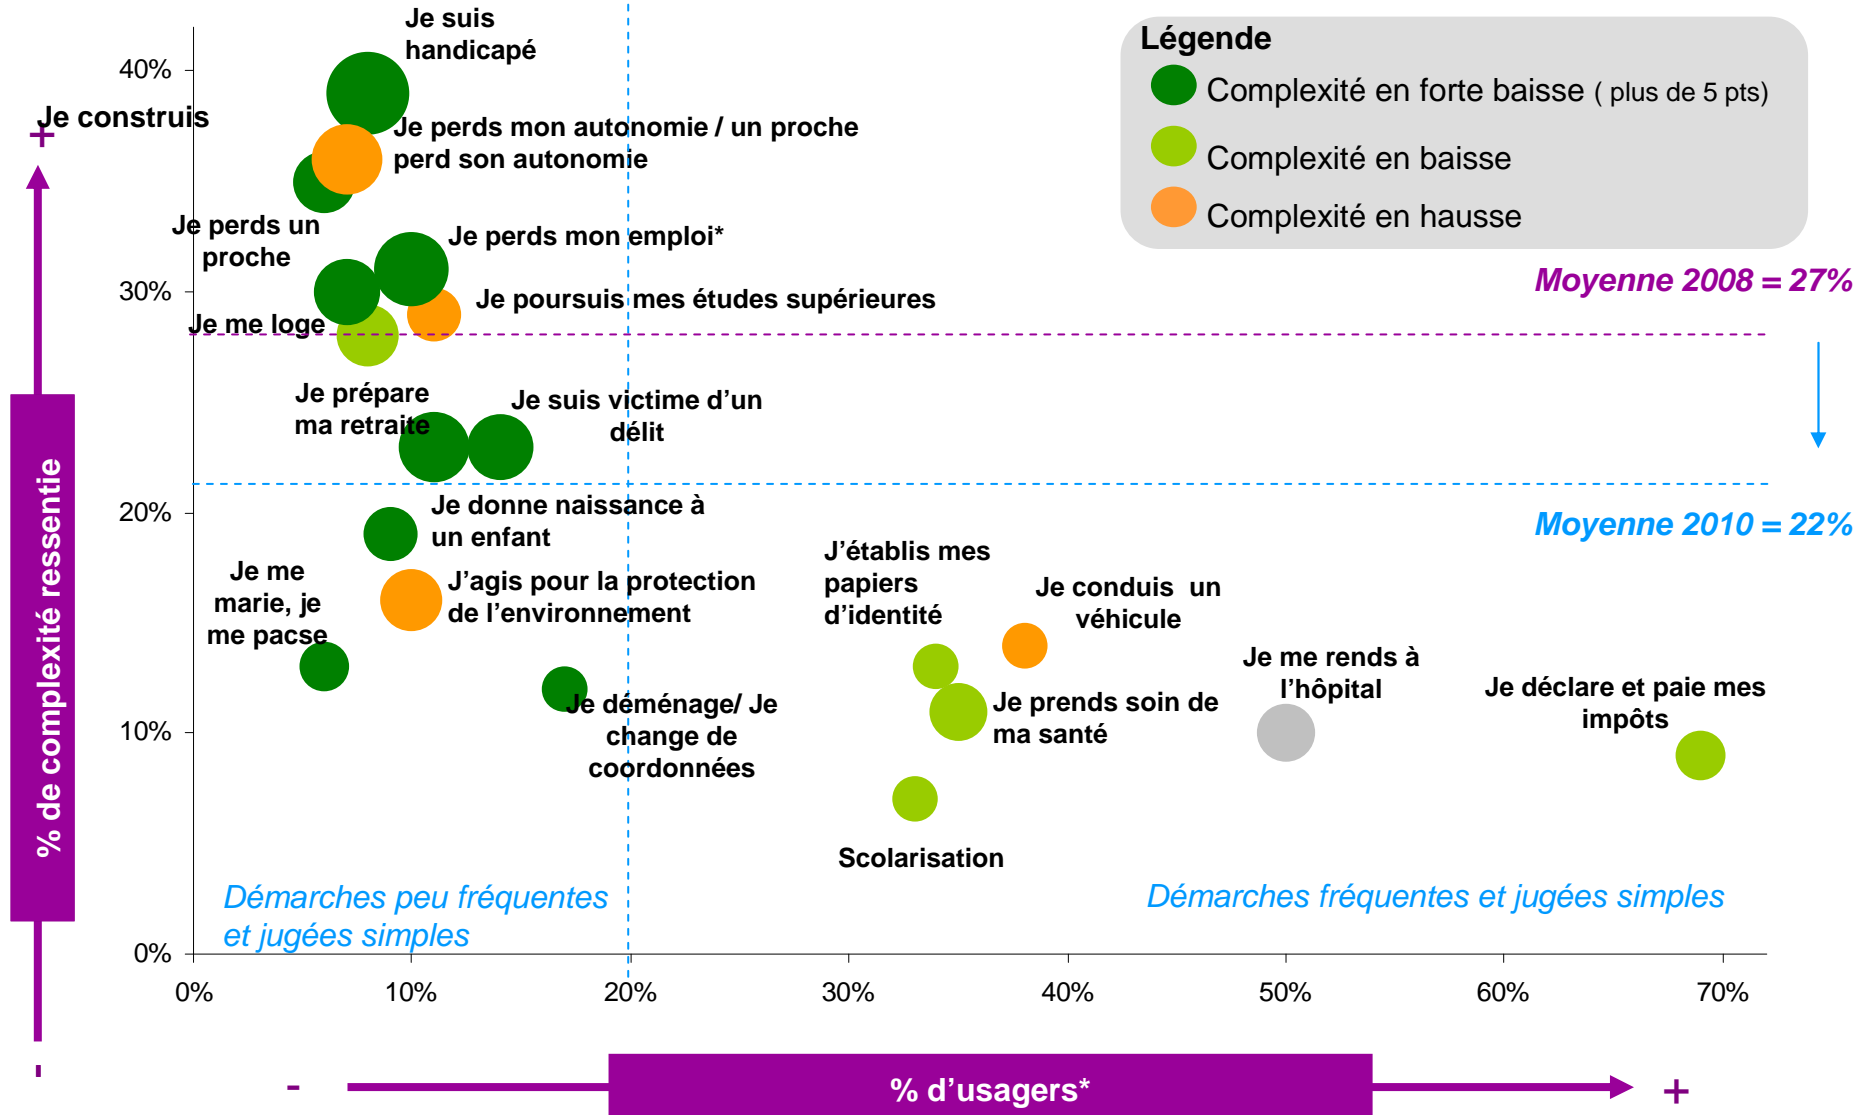 Je suis
handicapé
Légende
Complexité en forte baisse ( plus de 5 pts)
Complexité en baisse
Complexité en hausse
40%
Je construis
+
Je perds mon autonomie / un proche
perd son autonomie
Je perds un
proche
Je perds mon emploi*
30%
Je poursuis mes études supérieures
Moyenne 2008 = 27%
Je me loge
Je prépare
ma retraite
Je suis victime d’un
délit
% de complexité ressentie
20%
Je donne naissance à
un enfant
Moyenne 2010 = 22%
Je me
marie, je
me pacse
J’agis pour la protection
de l’environnement
J’établis mes
papiers
d’identité
Je conduis un
véhicule
Je me rends à
l’hôpital
Je déclare et paie mes
impôts
10%
Je déménage/ Je
change de
coordonnées
Je prends soin de
ma santé
Scolarisation
Démarches peu fréquentes
et jugées simples
Démarches fréquentes et jugées simples
0%
0% 10% 20% 30% 40% 50% 60% 70%
-
- % d’usagers* +